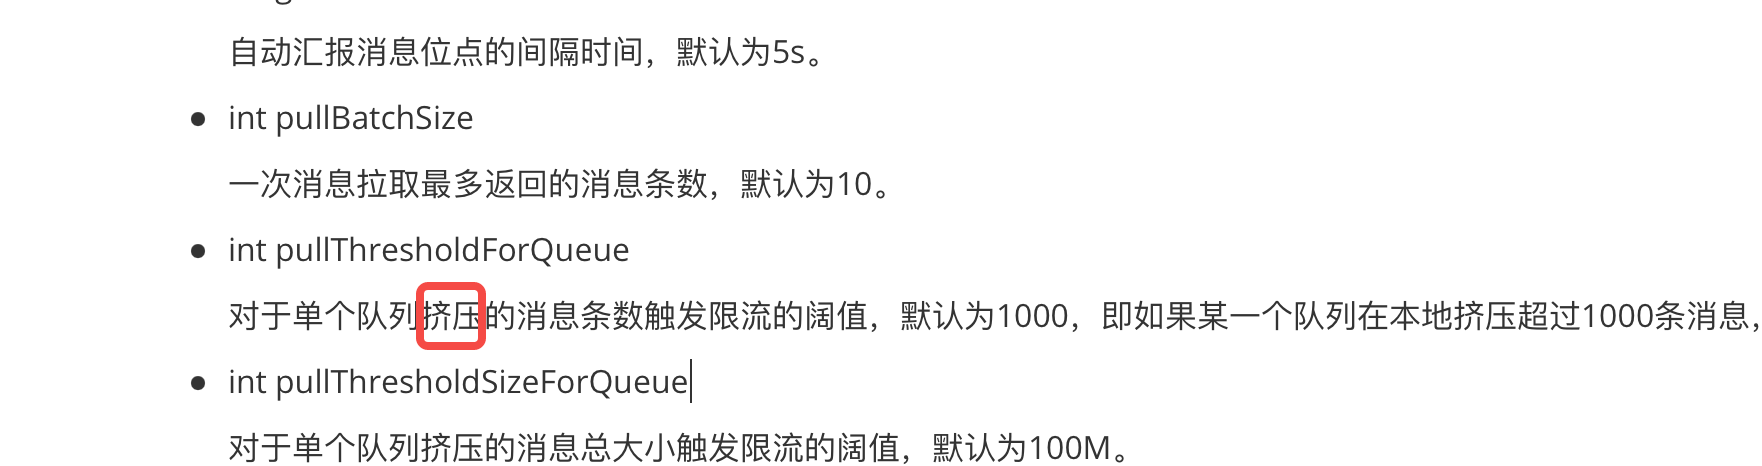 自动汇报消息位点的间隔时间，默认为5s。
int pullBatchSize
一次消息拉取最多返回的消息条数，默认为10。
int pullThresholdForQueue
对于单个队列挤压的消息条数触发限流的阔值，默认为1000，即如果某一个队列在本地挤压超过1000条消息，
int pullThresholdSizeForQueue
对于单个队列挤压的消息总大小触发限流的阔值，默认为100M。